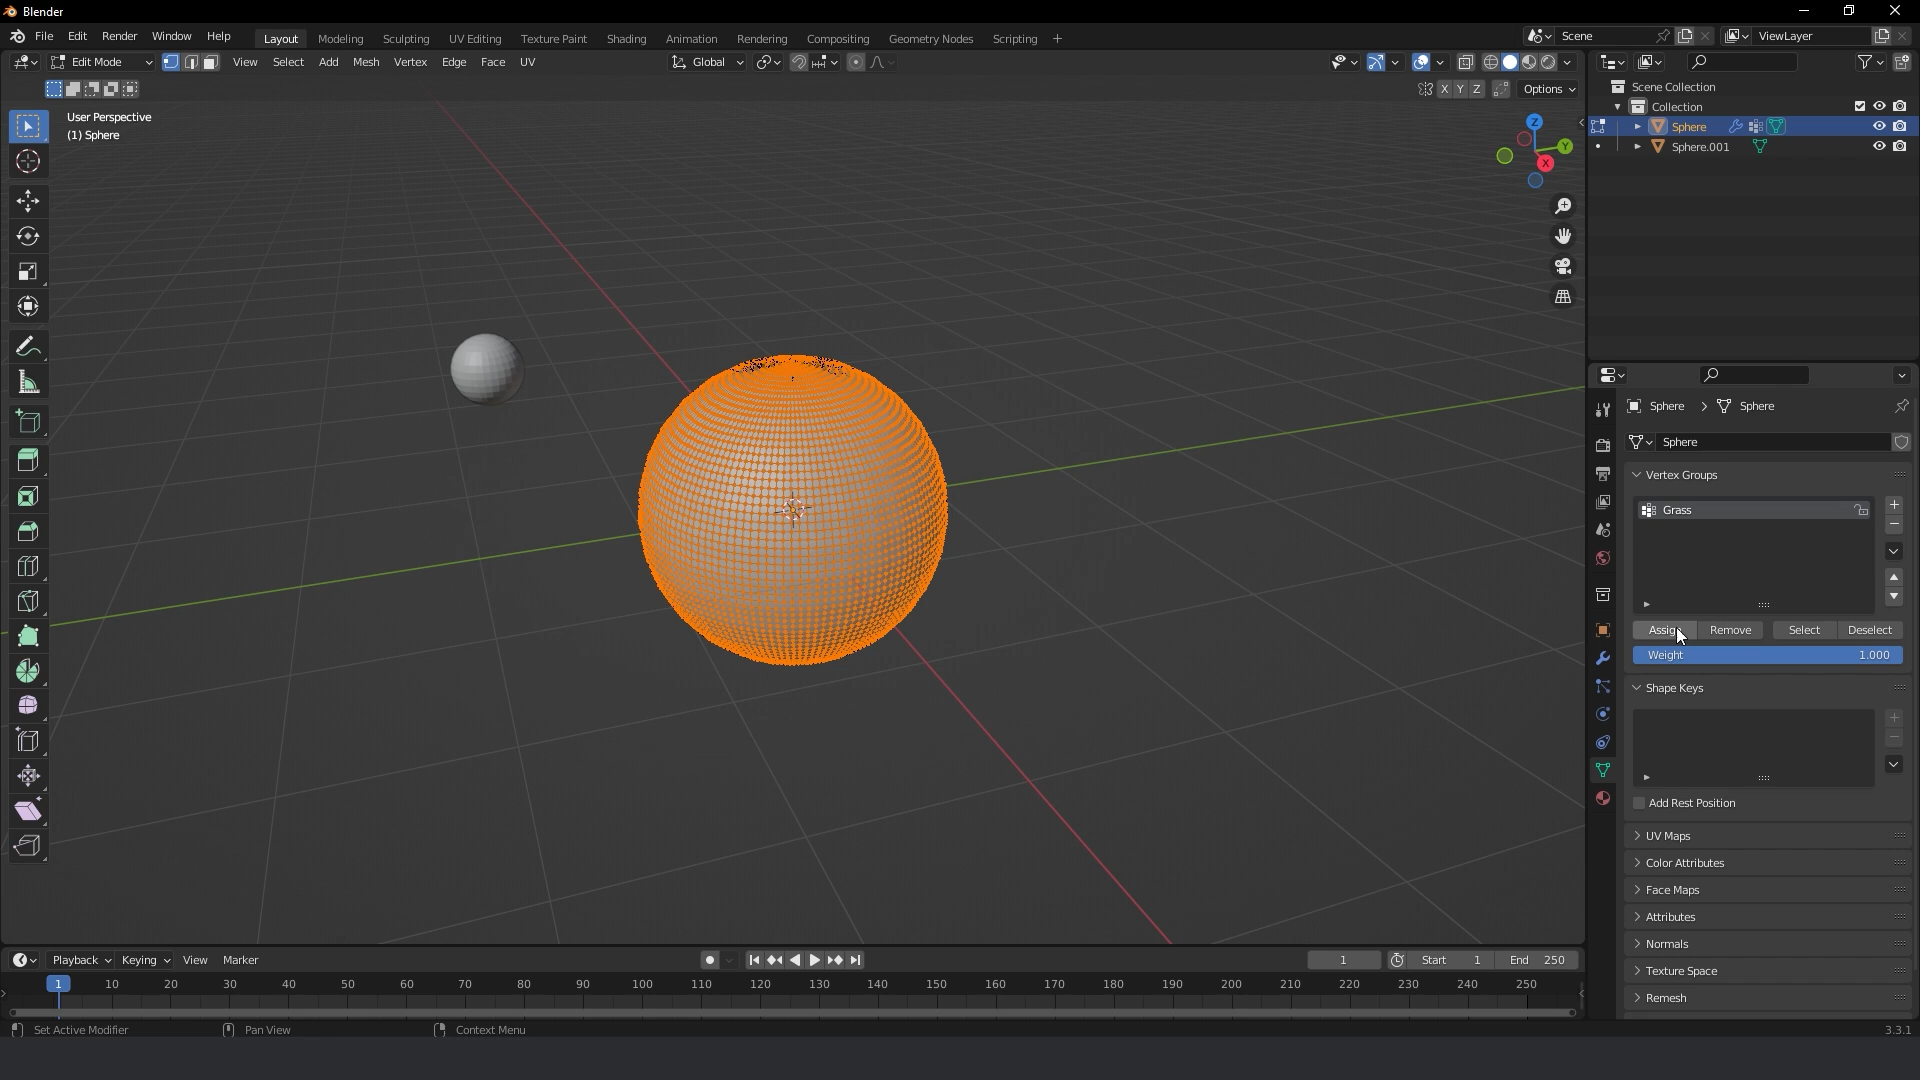 Blender
File Edit Render Window Help Layout Modeling Sculpting UV Editing Texture Paint Shading Animation Rendering Compositing Geometry Nodes Scripting + Scene ViewLayer
Edit Mode View Select Add Mesh Vertex Edge Face UV Global
X Y Z Options
User Perspective
(1) Sphere
Z
Y
X
Scene Collection
Collection
Sphere
Sphere.001
Sphere > Sphere
Sphere
Vertex Groups
Grass
Assign Remove Select Deselect
Weight 1.000
Shape Keys
Add Rest Position
UV Maps
Color Attributes
Face Maps
Attributes
Normals
Texture Space
Remesh
Playback Keying View Marker 1 Start 1 End 250
1 10 20 30 40 50 60 70 80 90 100 110 120 130 140 150 160 170 180 190 200 210 220 230 240 250
Set Active Modifier Pan View Context Menu 3.3.1